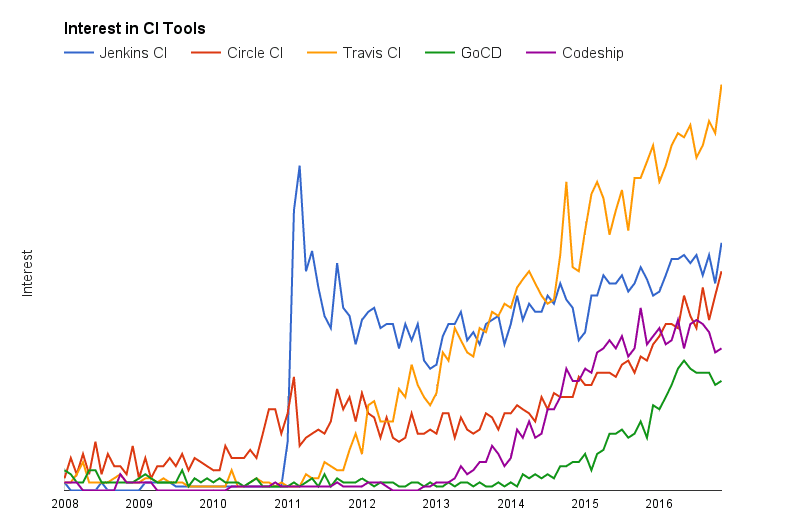 Interest in CI Tools
Jenkins CI Circle CI Travis CI GoCD Codeship
Interest
2008 2009 2010 2011 2012 2013 2014 2015 2016